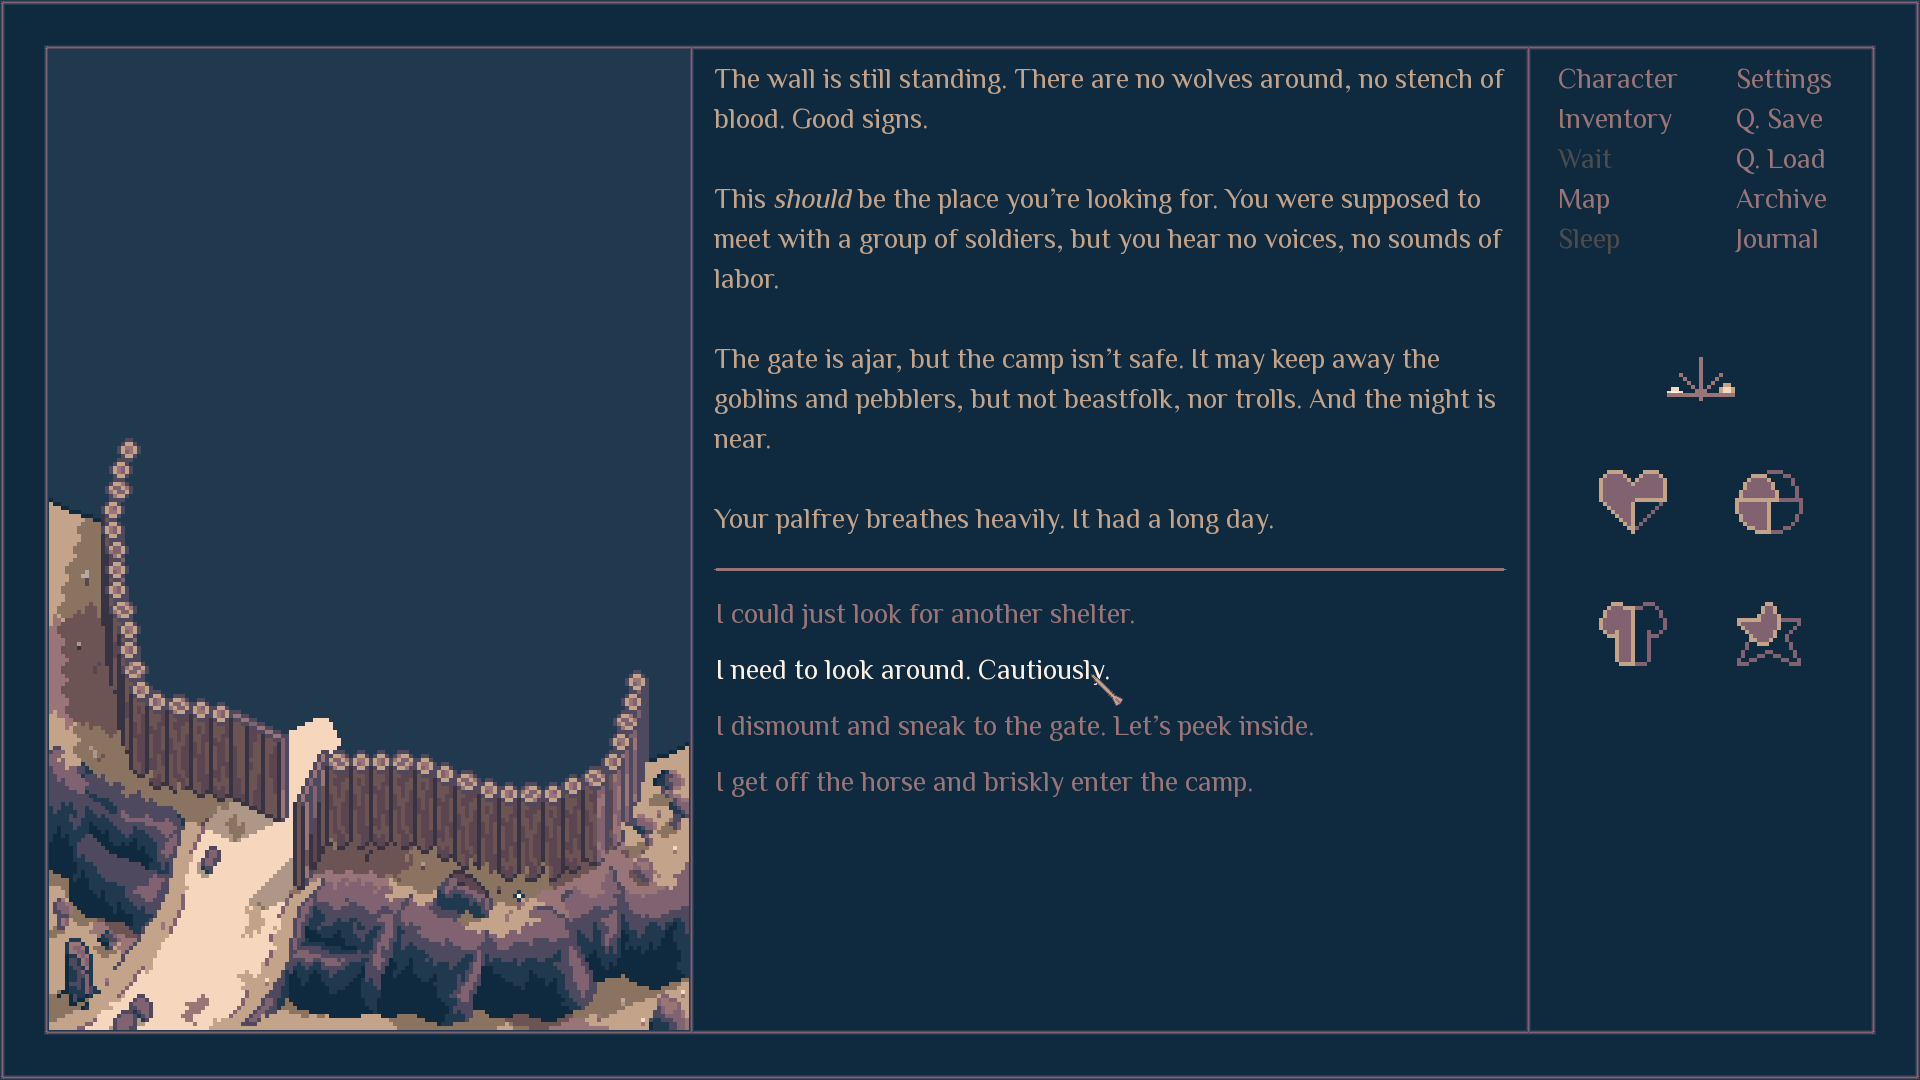 The wall is still standing. There are no wolves around, no stench of
blood. Good signs.
This should be the place you’re looking for. You were supposed to
meet with a group of soldiers, but you hear no voices, no sounds of
labor.
The gate is ajar, but the camp isn’t safe. It may keep away the
goblins and pebblers, but not beastfolk, nor trolls. And the night is
near.
Your palfrey breathes heavily. It had a long day.
I could just look for another shelter.
I need to look around. Cautiously.
I dismount and sneak to the gate. Let’s peek inside.
I get off the horse and briskly enter the camp.
Character Settings
Inventory Q. Save
Wait Q. Load
Map Archive
Sleep Journal